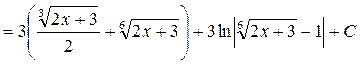 = 3(∛(2x + 3)/2 + ⁶√(2x + 3)) + 3 ln|⁶√(2x + 3) − 1| + C